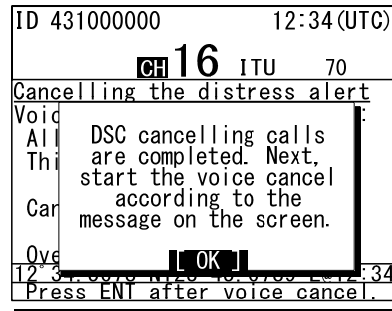 ID 431000000 12:34(UTC)
CH 16 ITU 70
Cancelling the distress alert
DSC cancelling calls
are completed. Next,
start the voice cancel
according to the
message on the screen.
[ OK ]
Press ENT after voice cancel.